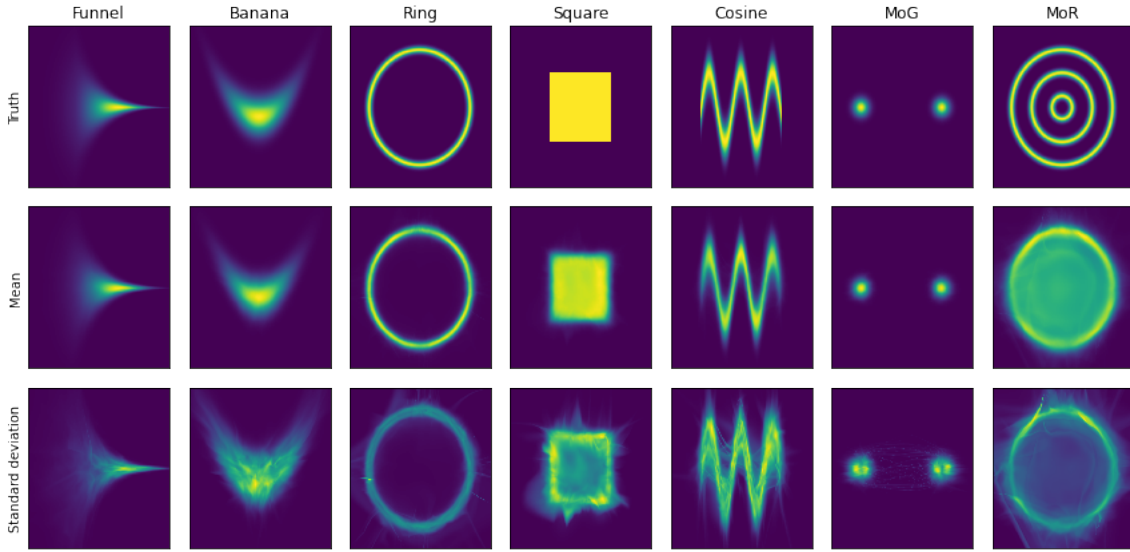 Funnel Banana Ring Square Cosine MoG MoR
Truth
Mean
Standard deviation